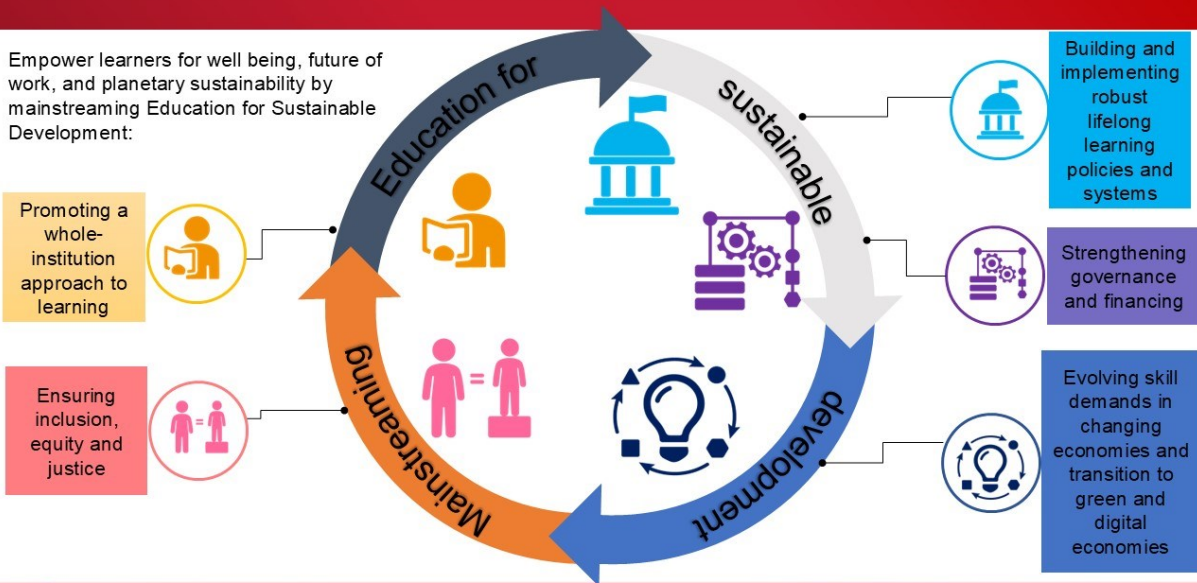 Empower learners for well being, future of
work, and planetary sustainability by
mainstreaming Education for Sustainable
Development:
Education for
sustainable
development
Mainstreaming
Building and
implementing
robust
lifelong
learning
policies and
systems
Strengthening
governance
and financing
Evolving skill
demands in
changing
economies and
transition to
green and
digital
economies
Promoting a
whole-
institution
approach to
learning
Ensuring
inclusion,
equity and
justice